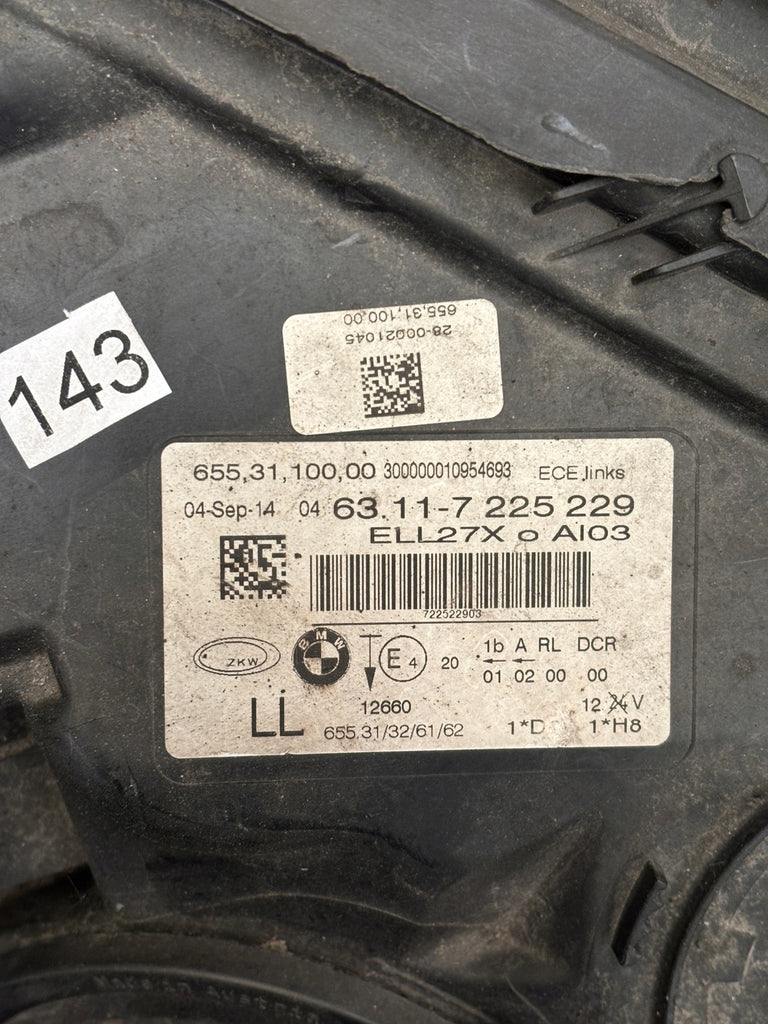 655.31.100.00
28-00021045
143
655.31.100.00 300000010954693 ECE links
04-Sep-14 04 63.11-7 225 229
ELL27X o AI03
722522903
ZKW BMW E4 20 1b A RL DCR
01 02 00 00
LL 12660 12 24 V
655.31/32/61/62 1*D 1*H8